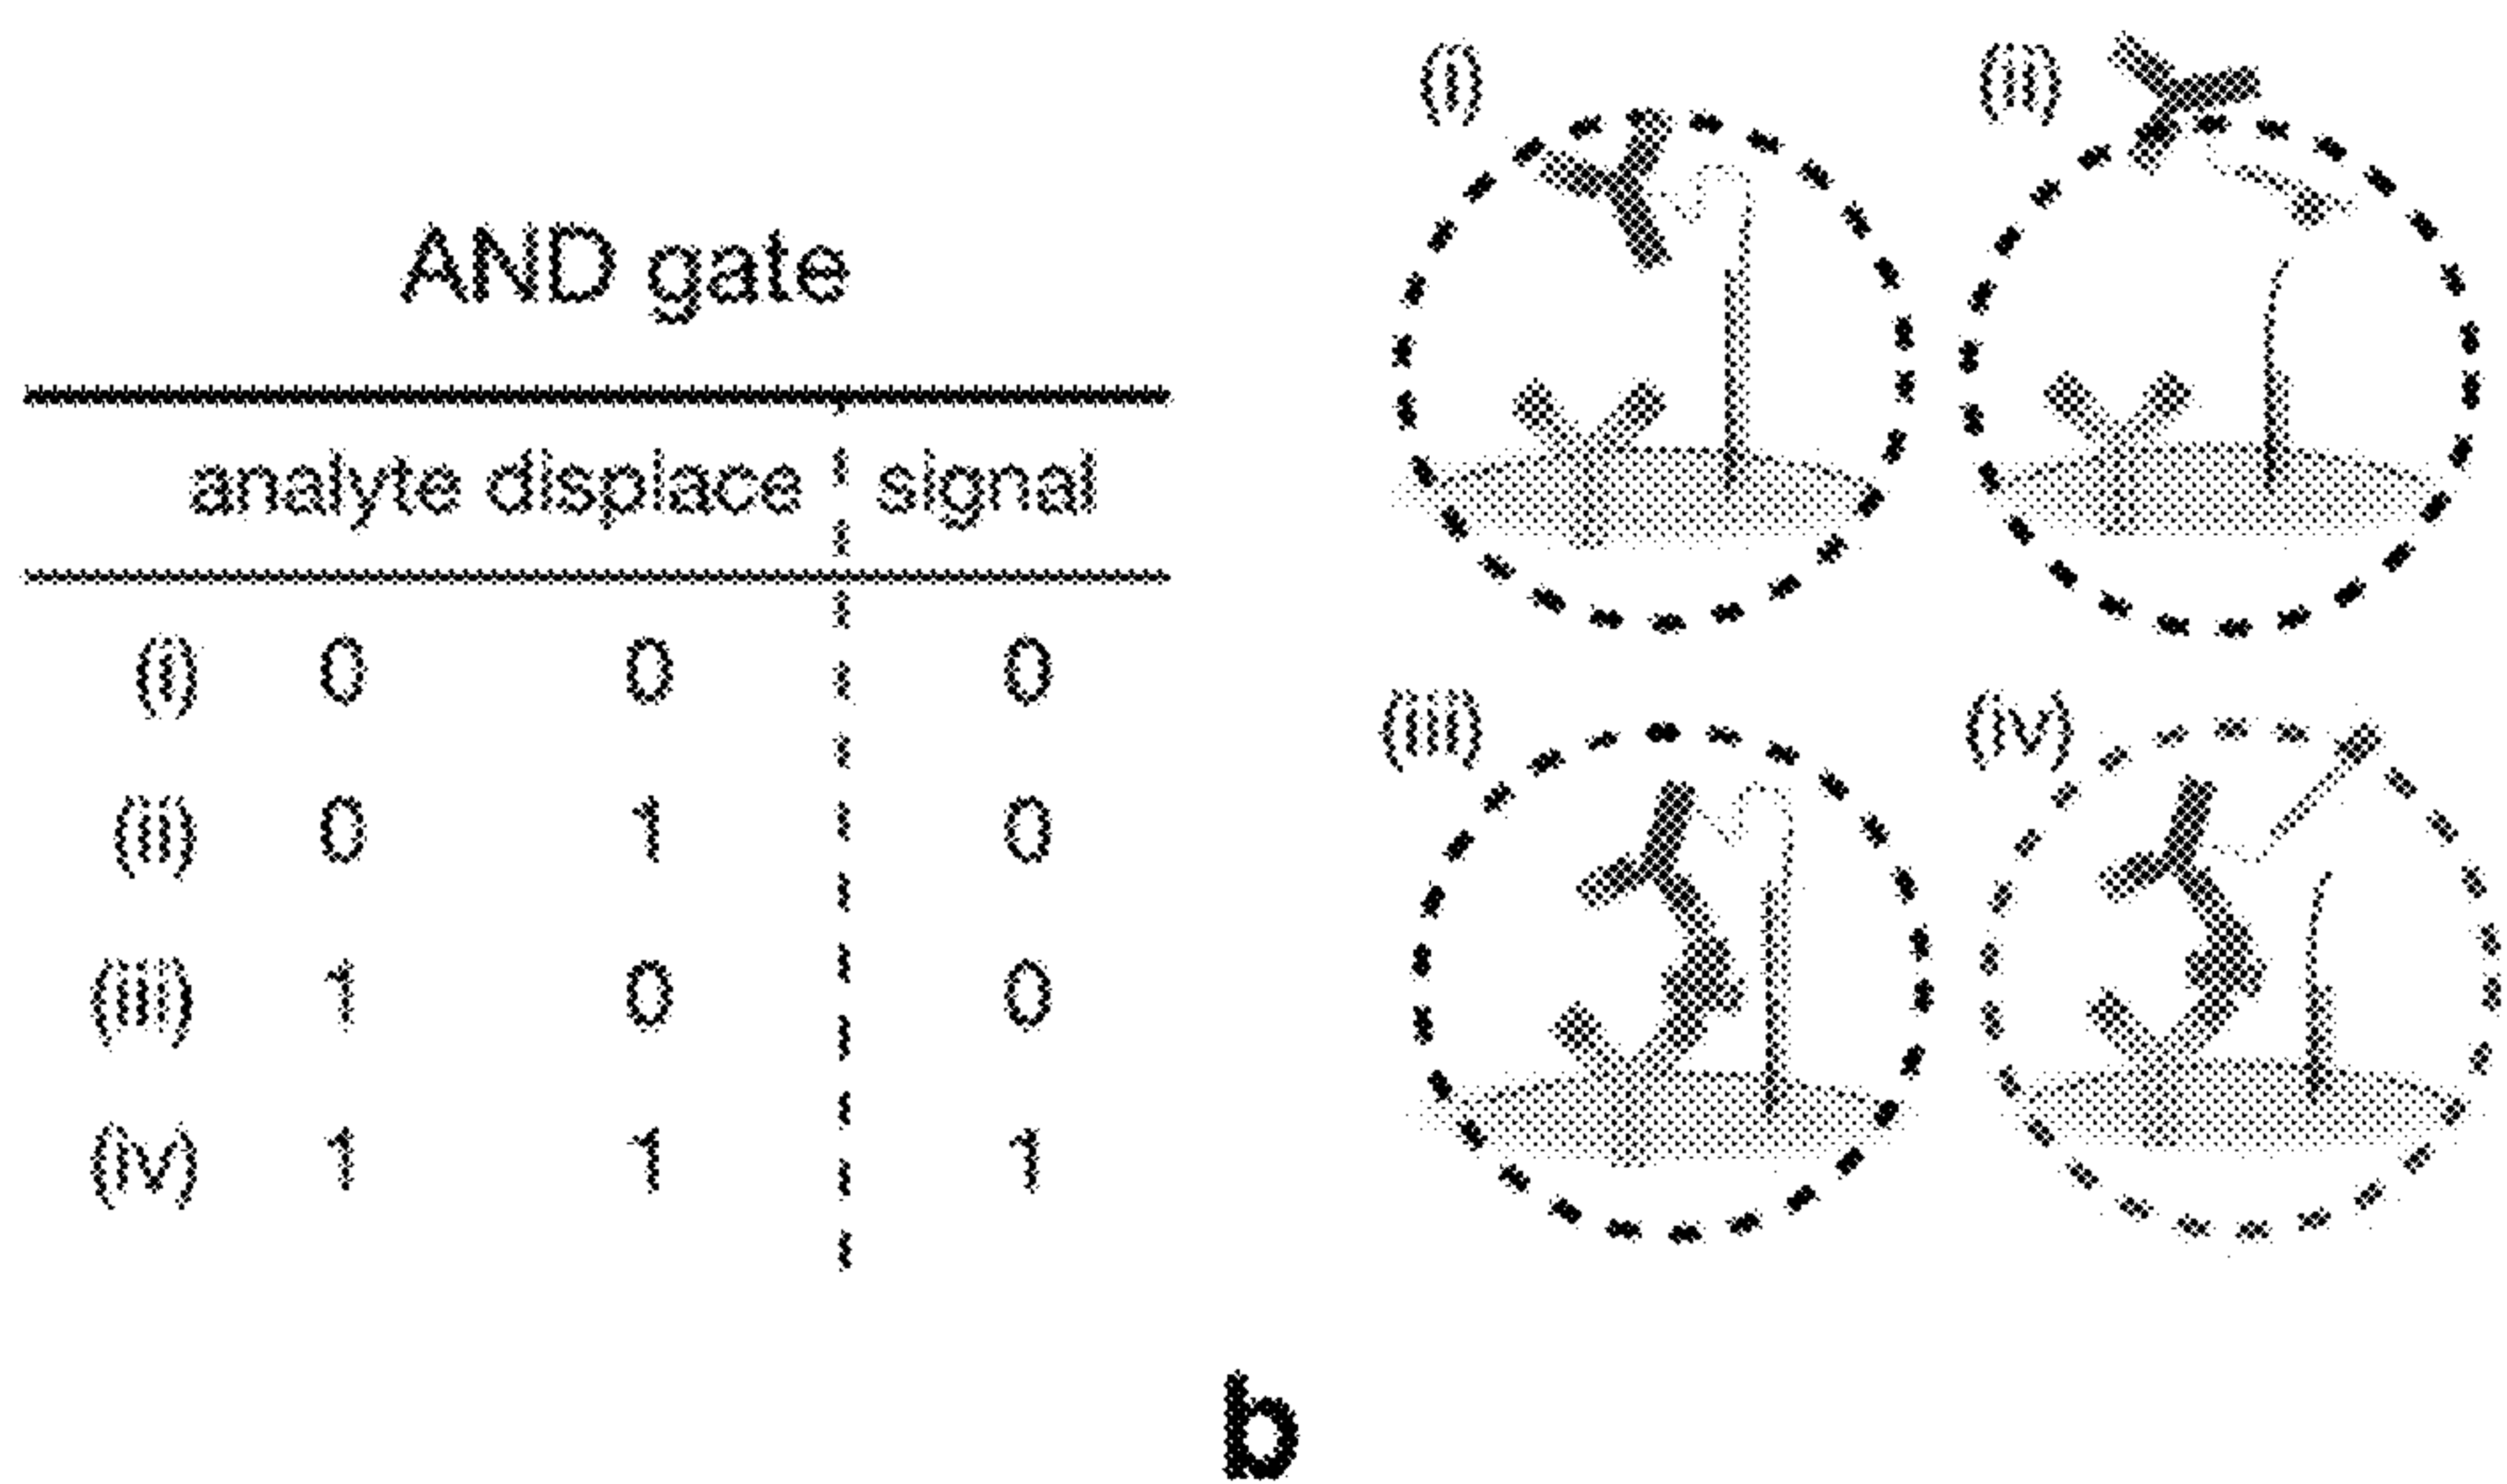 AND gate
analyte displace signal
(i) 0 0 0
(ii) 0 1 0
(iii) 1 0 0
(iv) 1 1 1
(i)
(ii)
(iii)
(iv)
b